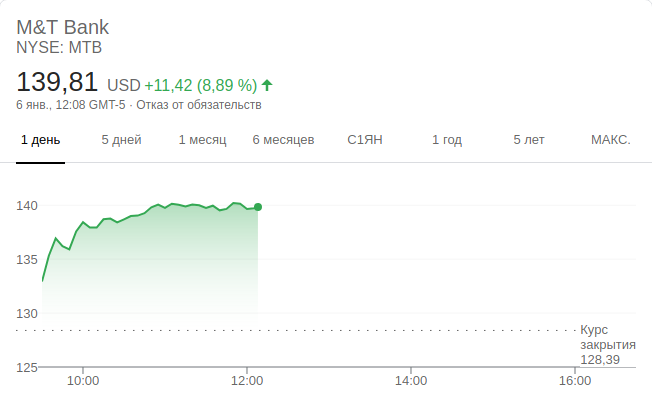 M&T Bank
NYSE: MTB
139,81 USD +11,42 (8,89 %)
6 янв., 12:08 GMT-5 · Отказ от обязательств
1 день 5 дней 1 месяц 6 месяцев С1ЯН 1 год 5 лет МАКС.
140
135
130
Курс
закрытия
128,39
125
10:00 12:00 14:00 16:00